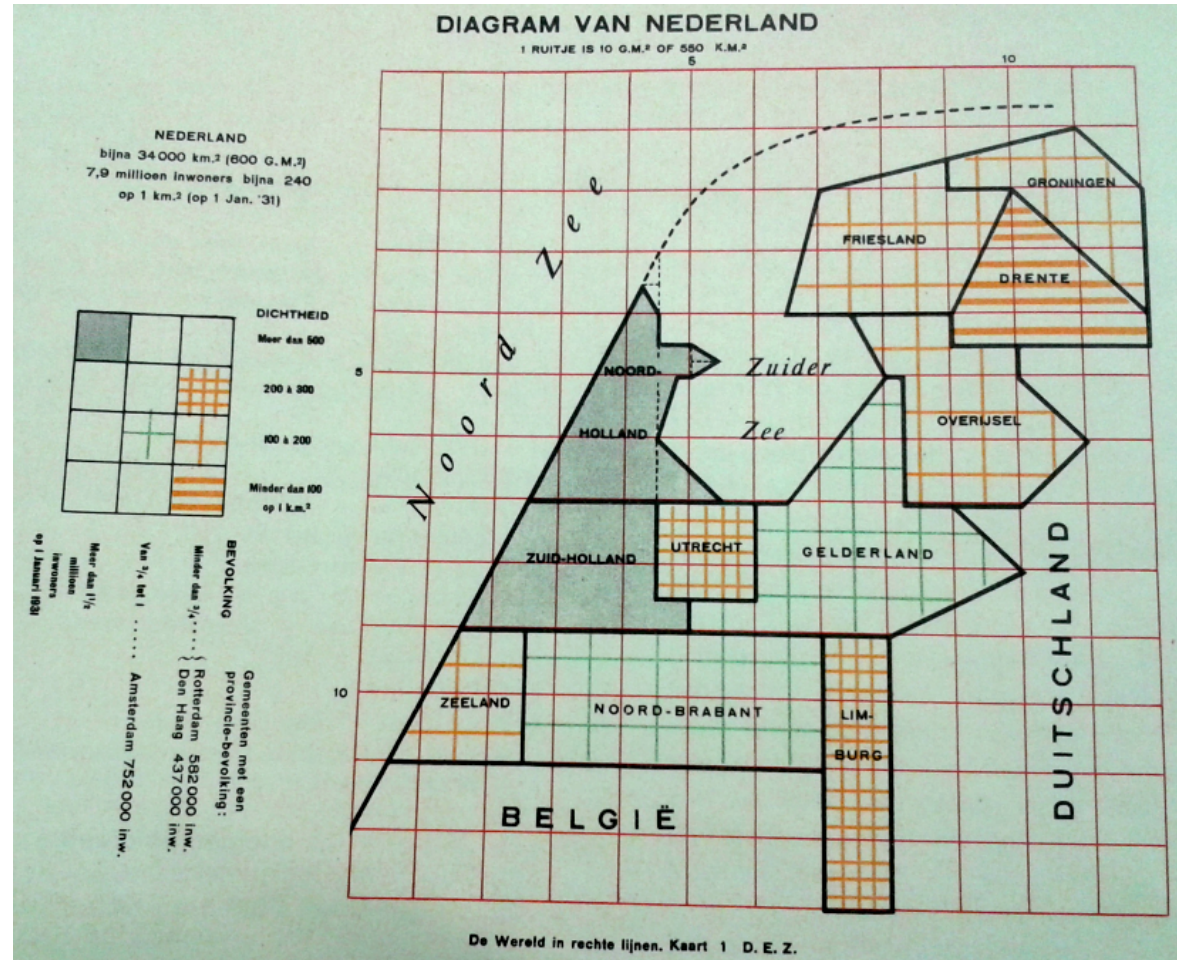 DIAGRAM VAN NEDERLAND
1 RUITJE IS 10 G.M.² OF 550 K.M.²
5
10
NEDERLAND
bijna 34000 km.² (600 G.M.²)
7,9 millioen inwoners bijna 240
op 1 km.² (op 1 Jan. '31)
Noord Zee
GRONINGEN
FRIESLAND
DRENTE
DICHTHEID
Meer dan 500
200 à 300
100 à 200
Minder dan 100
op 1 k.m.²
5
NOORD-
HOLLAND
Zuider
Zee
OVERIJSEL
ZUID-HOLLAND
UTRECHT
GELDERLAND
DUITSCHLAND
BEVOLKING
Minder dan ³/₄ ....
Van ³/₄ tot 1 ......
Meer dan 1¹/₂
millioen
inwoners
op 1 Januari 1931
Gemeenten met een
provincie-bevolking:
Rotterdam 582000 inw.
Den Haag 437000 inw.
Amsterdam 752000 inw.
10
ZEELAND
NOORD-BRABANT
LIM-
BURG
BELGIË
De Wereld in rechte lijnen. Kaart 1 D. E. Z.